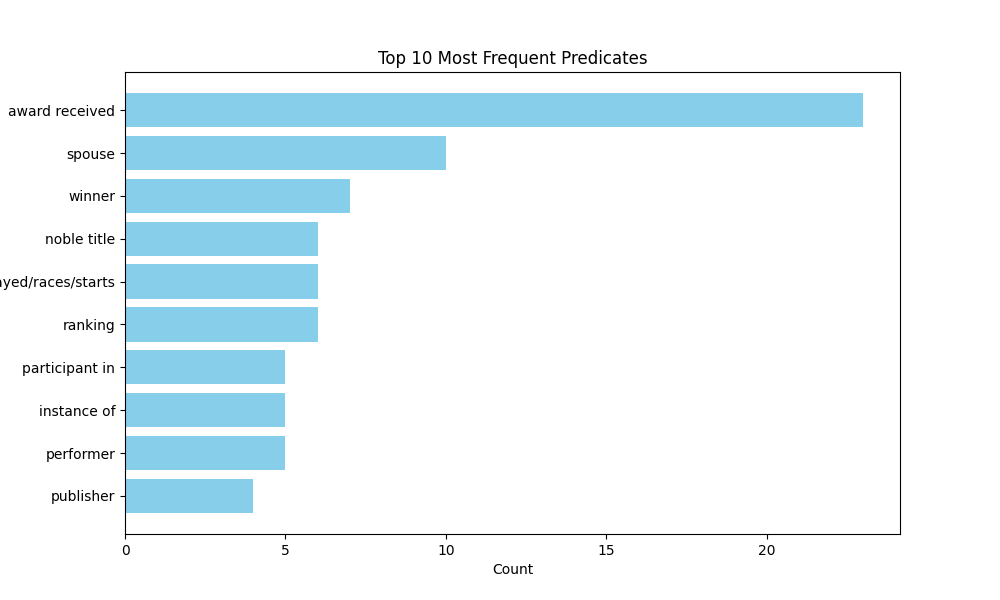 Top 10 Most Frequent Predicates
award received
spouse
winner
noble title
ayed/races/starts
ranking
participant in
instance of
performer
publisher
0 5 10 15 20
Count